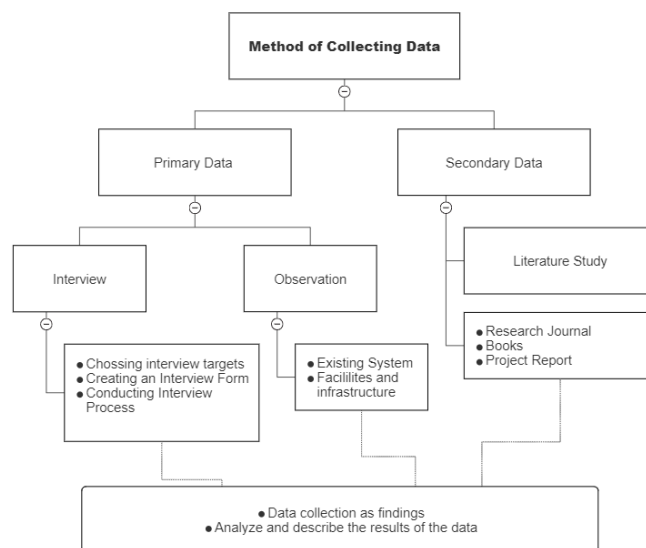 Method of Collecting Data
Primary Data
Secondary Data
Interview
Observation
Literature Study
● Chossing interview targets
● Creating an Interview Form
● Conducting Interview
Process
● Existing System
● Facililites and
infrastructure
● Research Journal
● Books
● Project Report
● Data collection as findings
● Analyze and describe the results of the data